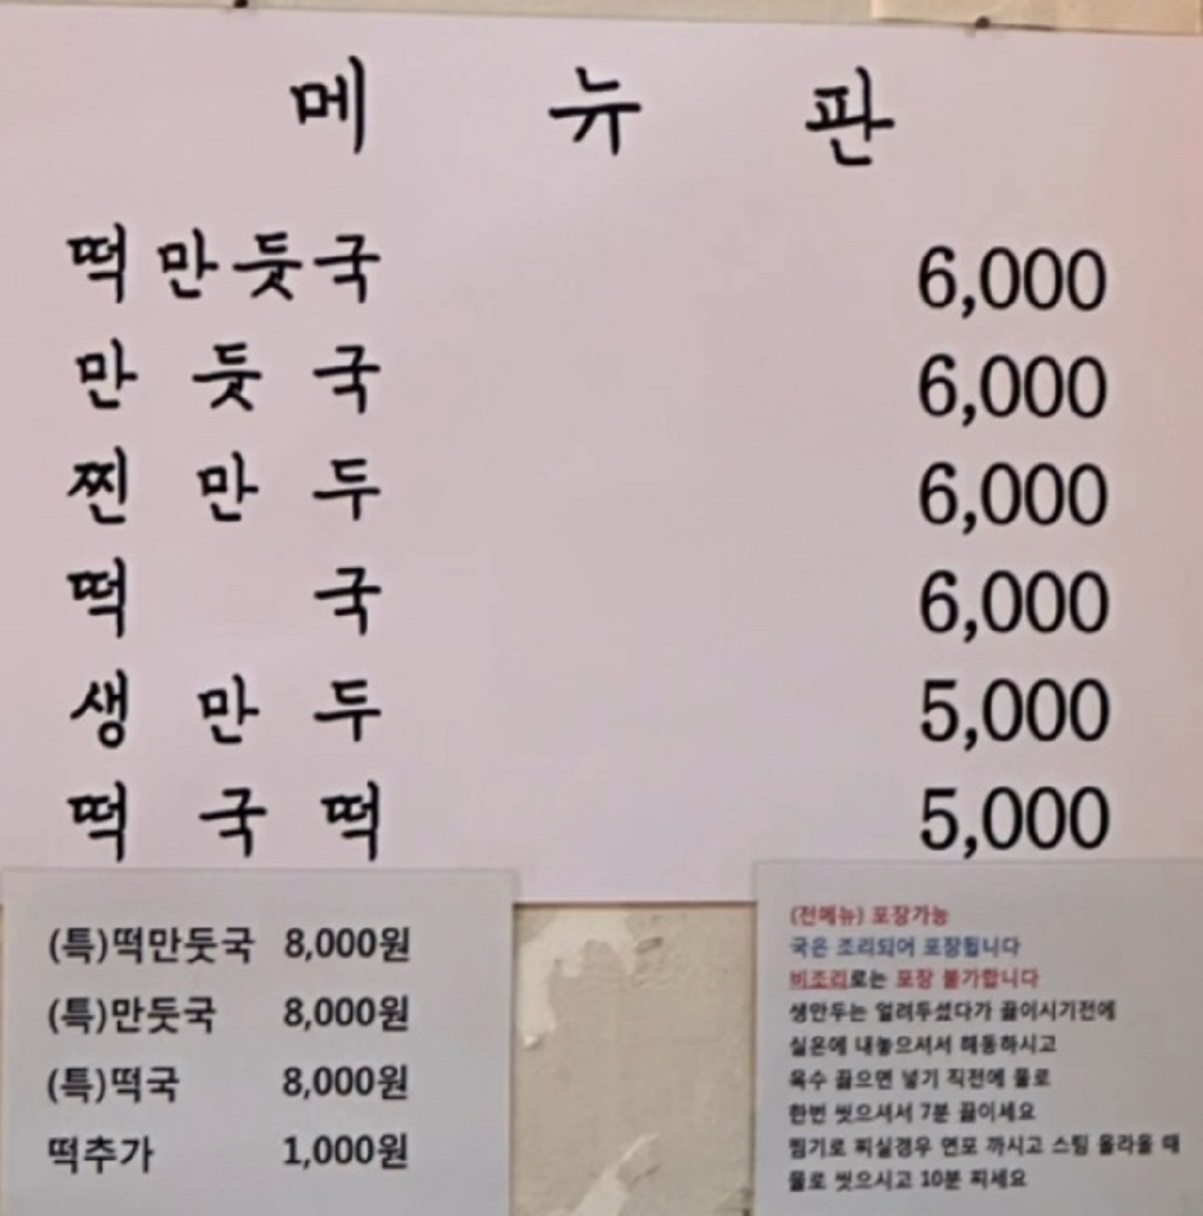 메 뉴 판
떡 만 둣 국 6,000
만 둣 국 6,000
찐 만 두 6,000
떡 국 6,000
생 만 두 5,000
떡 국 떡 5,000
(특)떡만둣국 8,000원
(특)만둣국 8,000원
(특)떡국 8,000원
떡추가 1,000원
(전메뉴) 포장가능
국은 조리되어 포장됩니다
비조리로는 포장 불가합니다
생만두는 얼려두셨다가 끓이시기전에
실온에 내놓으셔서 해동하시고
육수 끓으면 넣기 직전에 물로
한번 씻으셔서 7분 끓이세요
찜기로 찌실경우 면포 까시고 스팀 올라올 때
물로 씻으시고 10분 찌세요